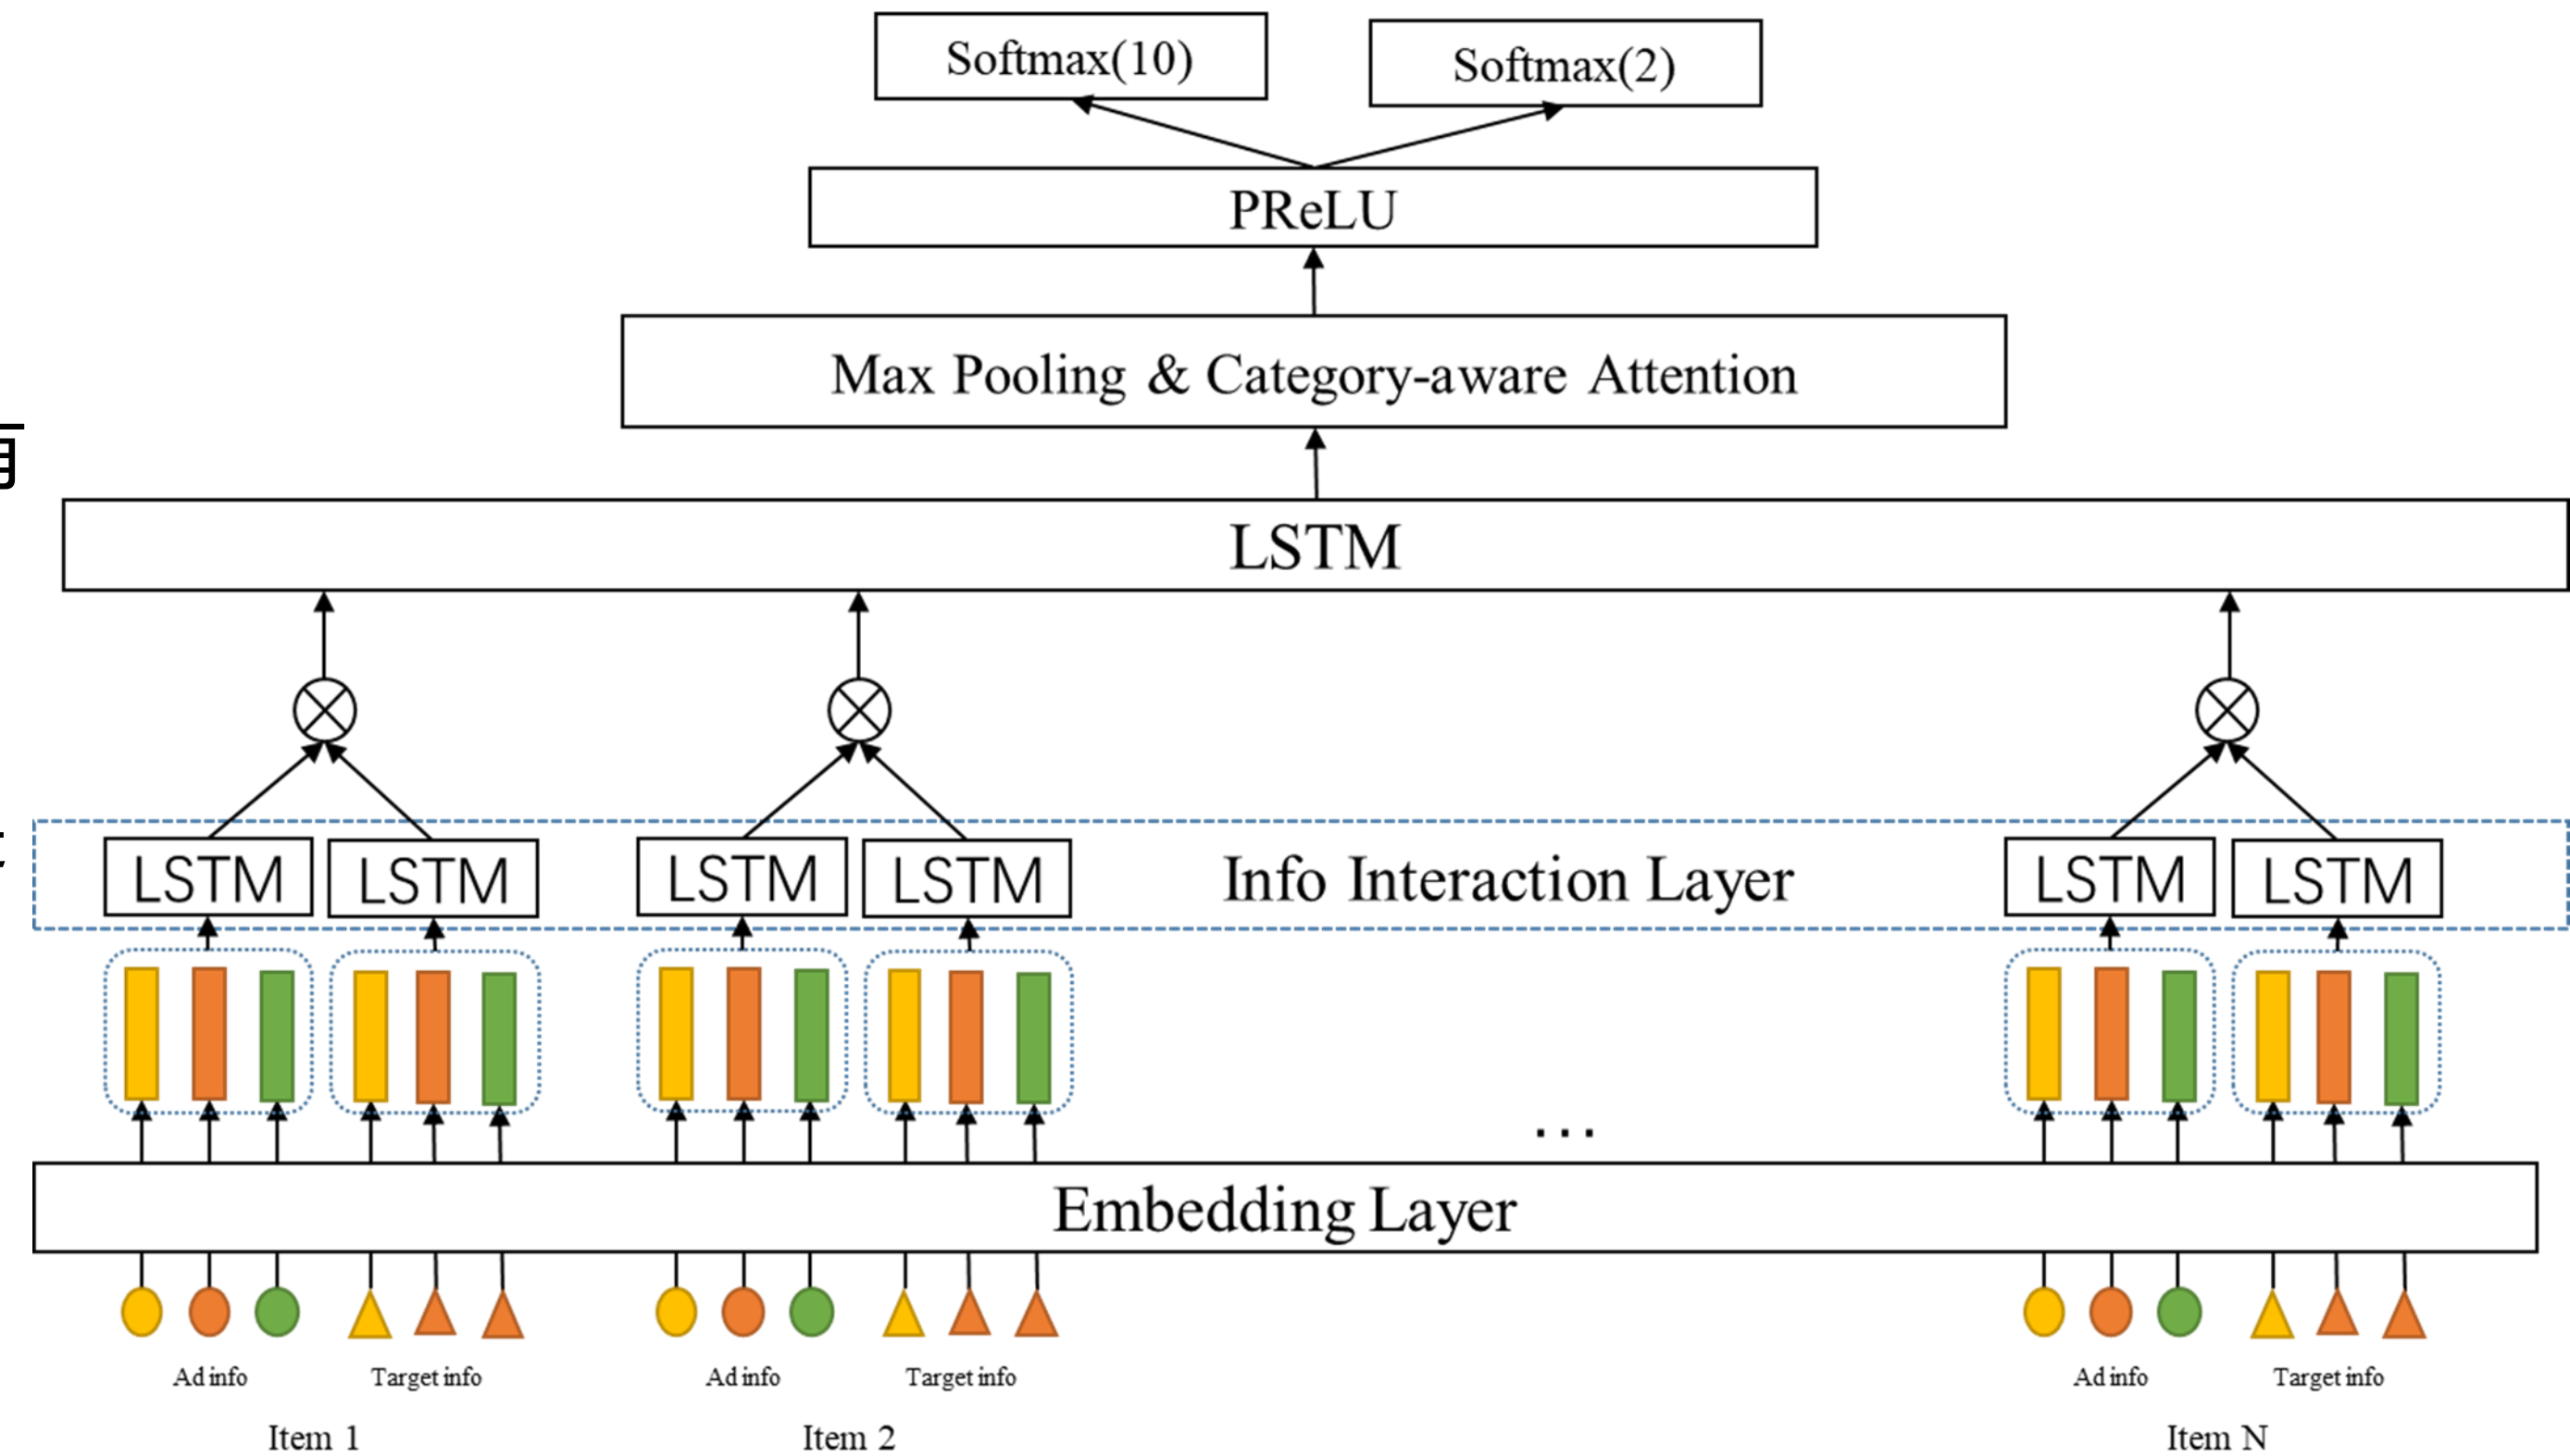 Softmax(10)
Softmax(2)
PReLU
Max Pooling & Category-aware Attention
LSTM
LSTM LSTM LSTM LSTM Info Interaction Layer LSTM LSTM
...
Embedding Layer
Ad info Target info Ad info Target info Ad info Target info
Item 1 Item 2 Item N